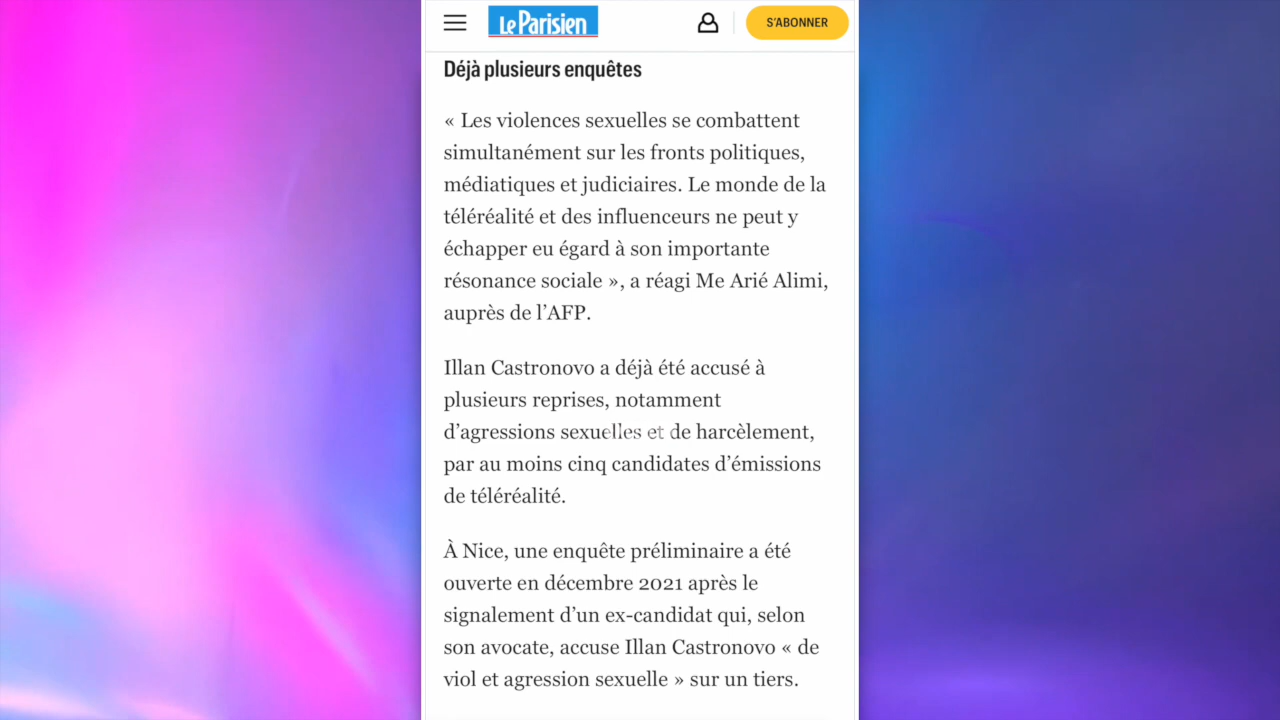 Le Parisien
S'ABONNER
Déjà plusieurs enquêtes
« Les violences sexuelles se combattent
simultanément sur les fronts politiques,
médiatiques et judiciaires. Le monde de la
téléréalité et des influenceurs ne peut y
échapper eu égard à son importante
résonance sociale », a réagi Me Arié Alimi,
auprès de l'AFP.
Illan Castronovo a déjà été accusé à
plusieurs reprises, notamment
d'agressions sexuelles et de harcèlement,
par au moins cinq candidates d'émissions
de téléréalité.
À Nice, une enquête préliminaire a été
ouverte en décembre 2021 après le
signalement d'un ex-candidat qui, selon
son avocate, accuse Illan Castronovo « de
viol et agression sexuelle » sur un tiers.